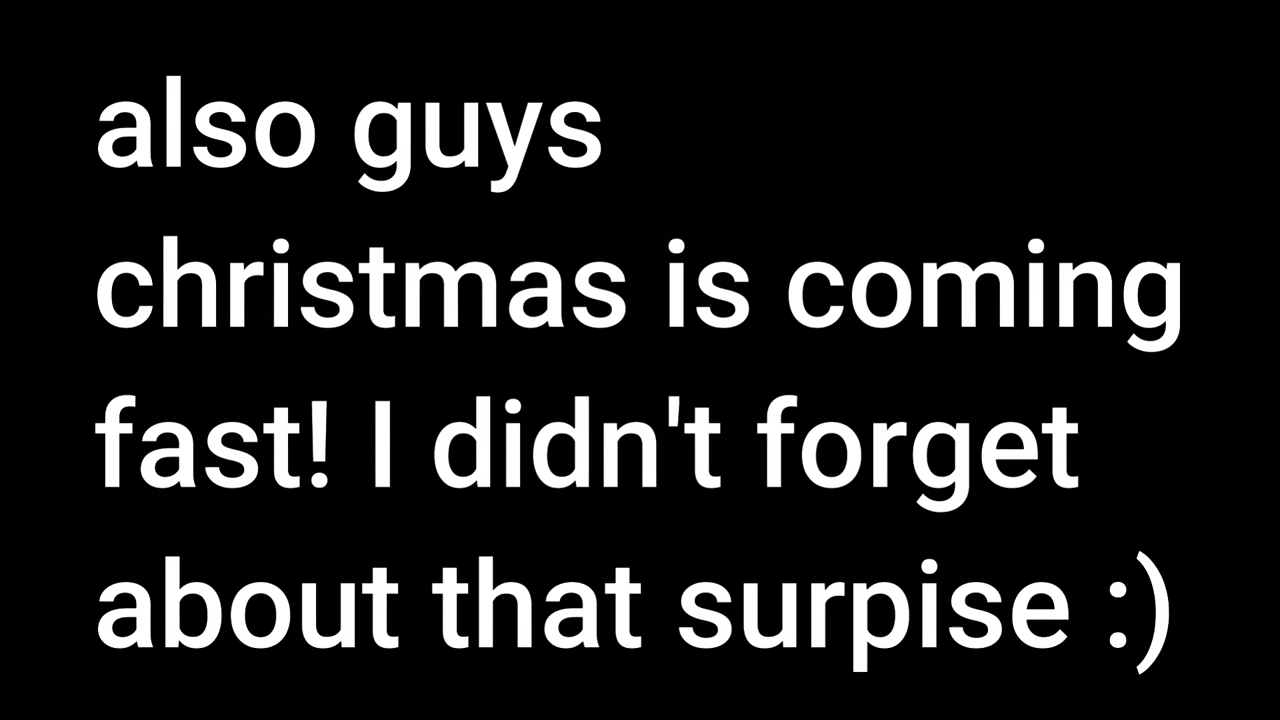 also guys
christmas is coming
fast! I didn't forget
about that surpise :)